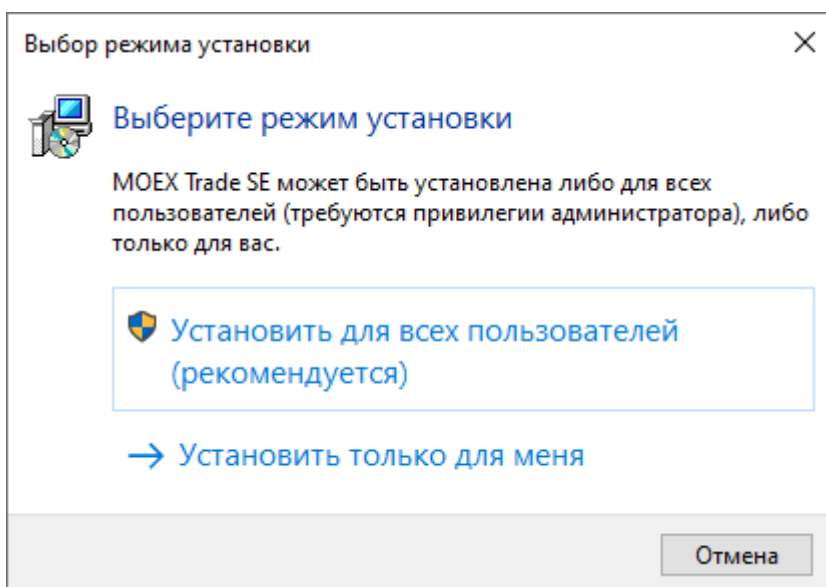 Выбор режима установки
Выберите режим установки
MOEX Trade SE может быть установлена либо для всех
пользователей (требуются привилегии администратора), либо
только для вас.
Установить для всех пользователей
(рекомендуется)
Установить только для меня
Отмена